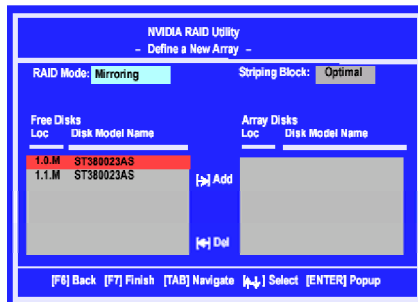 NVIDIA RAID Utility
- Define a New Array -
RAID Mode: Mirroring Striping Block: Optimal
Free Disks Array Disks
Loc Disk Model Name Loc Disk Model Name
1.0.M ST380023AS
1.1.M ST380023AS
[→] Add
[←] Del
[F6] Back [F7] Finish [TAB] Navigate [↑↓] Select [ENTER] Popup